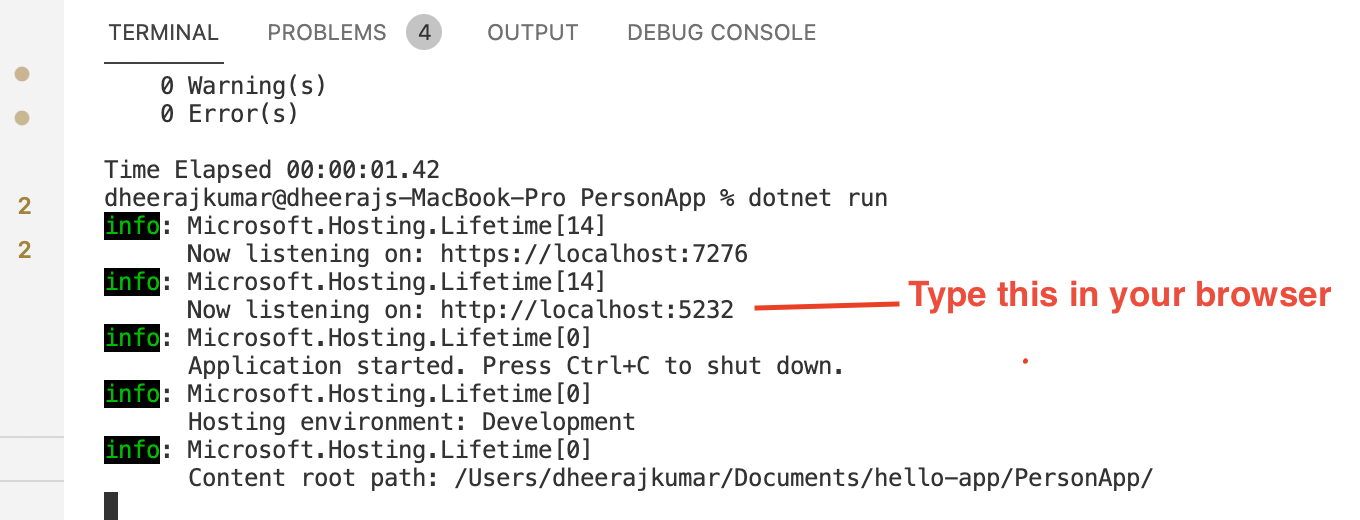 TERMINAL PROBLEMS 4 OUTPUT DEBUG CONSOLE
0 Warning(s)
0 Error(s)
Time Elapsed 00:00:01.42
dheerajkumar@dheerajs-MacBook-Pro PersonApp % dotnet run
2
info: Microsoft.Hosting.Lifetime[14]
2
Now listening on: https://localhost:7276
info: Microsoft.Hosting.Lifetime[14]
Now listening on: http://localhost:5232
Type this in your browser
info: Microsoft.Hosting.Lifetime[0]
Application started. Press Ctrl+C to shut down.
info: Microsoft.Hosting.Lifetime[0]
Hosting environment: Development
info: Microsoft.Hosting.Lifetime[0]
Content root path: /Users/dheerajkumar/Documents/hello-app/PersonApp/